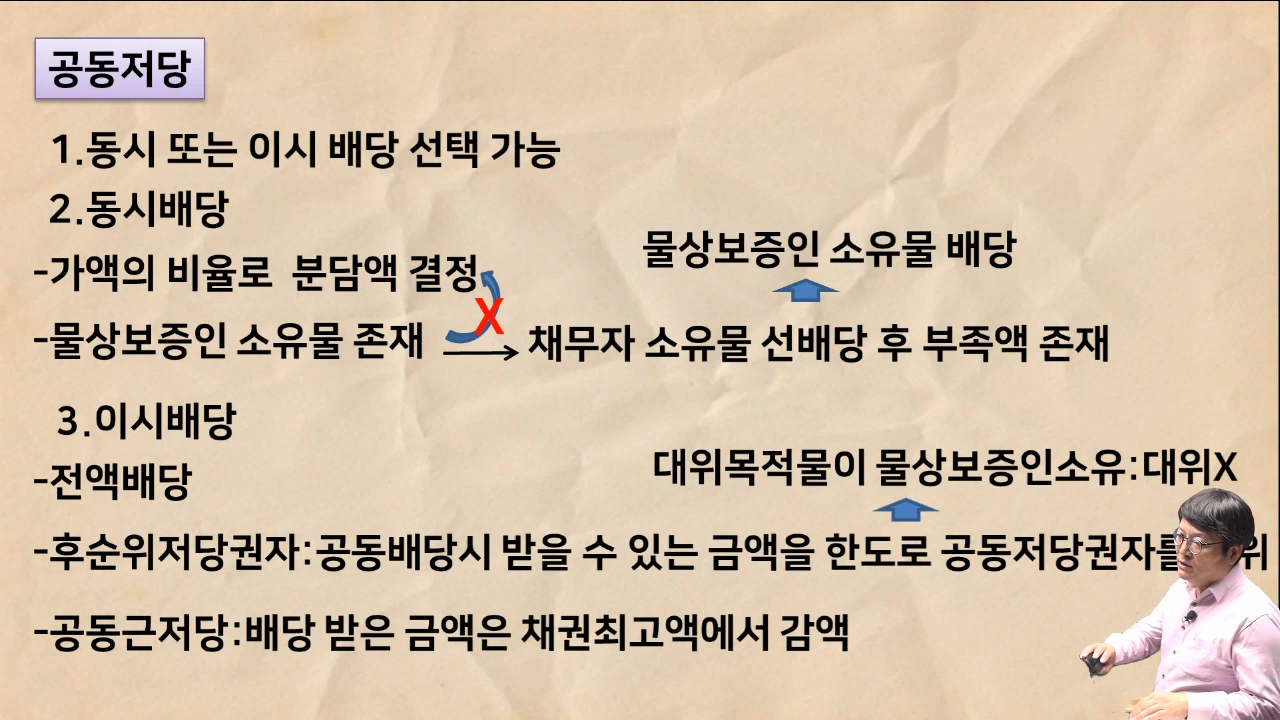 공동저당
1.동시 또는 이시 배당 선택 가능
2.동시배당
물상보증인 소유물 배당
-가액의 비율로 분담액 결정
X
-물상보증인 소유물 존재
채무자 소유물 선배당 후 부족액 존재
3.이시배당
대위목적물이 물상보증인소유:대위X
-전액배당
-후순위저당권자:공동배당시 받을 수 있는 금액을 한도로 위
-공동근저당:배당 받은 금액은 채권최고액에서 감액